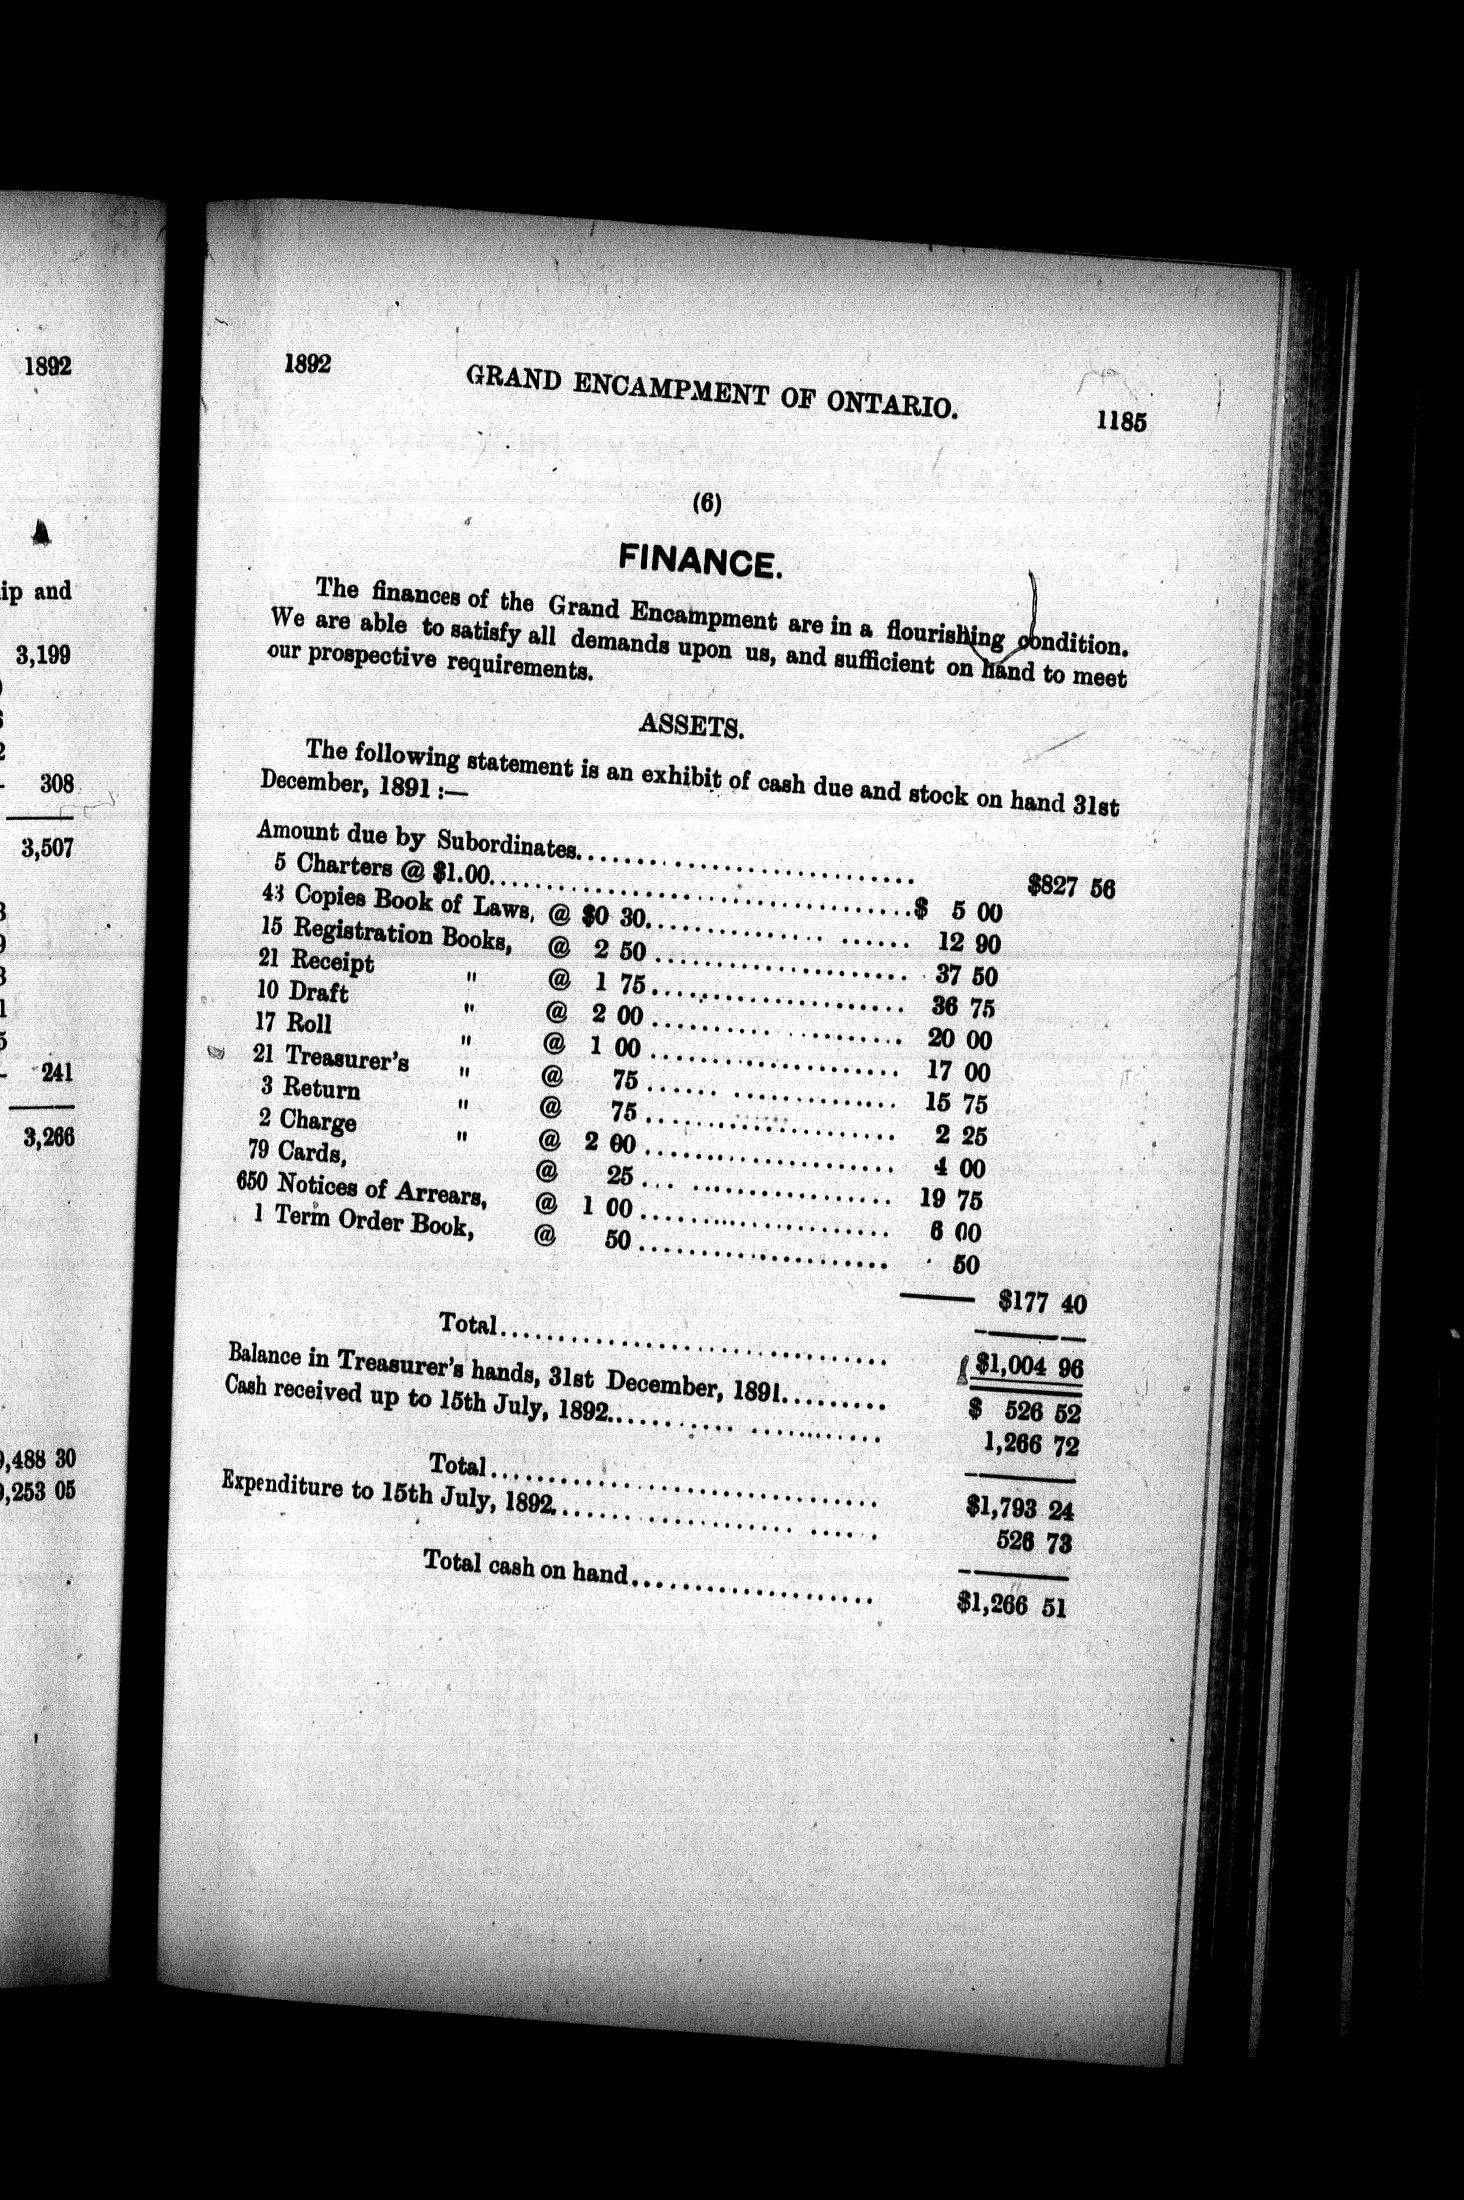 1892
ip and
3,199
308
3,507
241
3,266
,488 30
,253 05
1892 GRAND ENCAMPMENT OF ONTARIO. 1185
(6)
FINANCE.
The finances of the Grand Encampment are in a flourishing condition.
We are able to satisfy all demands upon us, and sufficient on hand to meet
our prospective requirements.
ASSETS.
The following statement is an exhibit of cash due and stock on hand 31st
December, 1891 :—
Amount due by Subordinates.............................. $827 56
5 Charters @ $1.00.....................................$ 5 00
43 Copies Book of Laws, @ $0 30...................... 12 90
15 Registration Books, @ 2 50 ...................... 37 50
21 Receipt " @ 1 75...................... 36 75
10 Draft " @ 2 00...................... 20 00
17 Roll " @ 1 00 ...................... 17 00
21 Treasurer's " @ 75...................... 15 75
3 Return " @ 75...................... 2 25
2 Charge " @ 2 00...................... 4 00
79 Cards, @ 25...................... 19 75
650 Notices of Arrears, @ 1 00...................... 6 00
1 Term Order Book, @ 50...................... 50
—— $177 40
Total.................................. $1,004 96
Balance in Treasurer's hands, 31st December, 1891......... $ 526 52
Cash received up to 15th July, 1892....................... 1,266 72
Total.................................. $1,793 24
Expenditure to 15th July, 1892............................ 526 73
Total cash on hand..................... $1,266 51